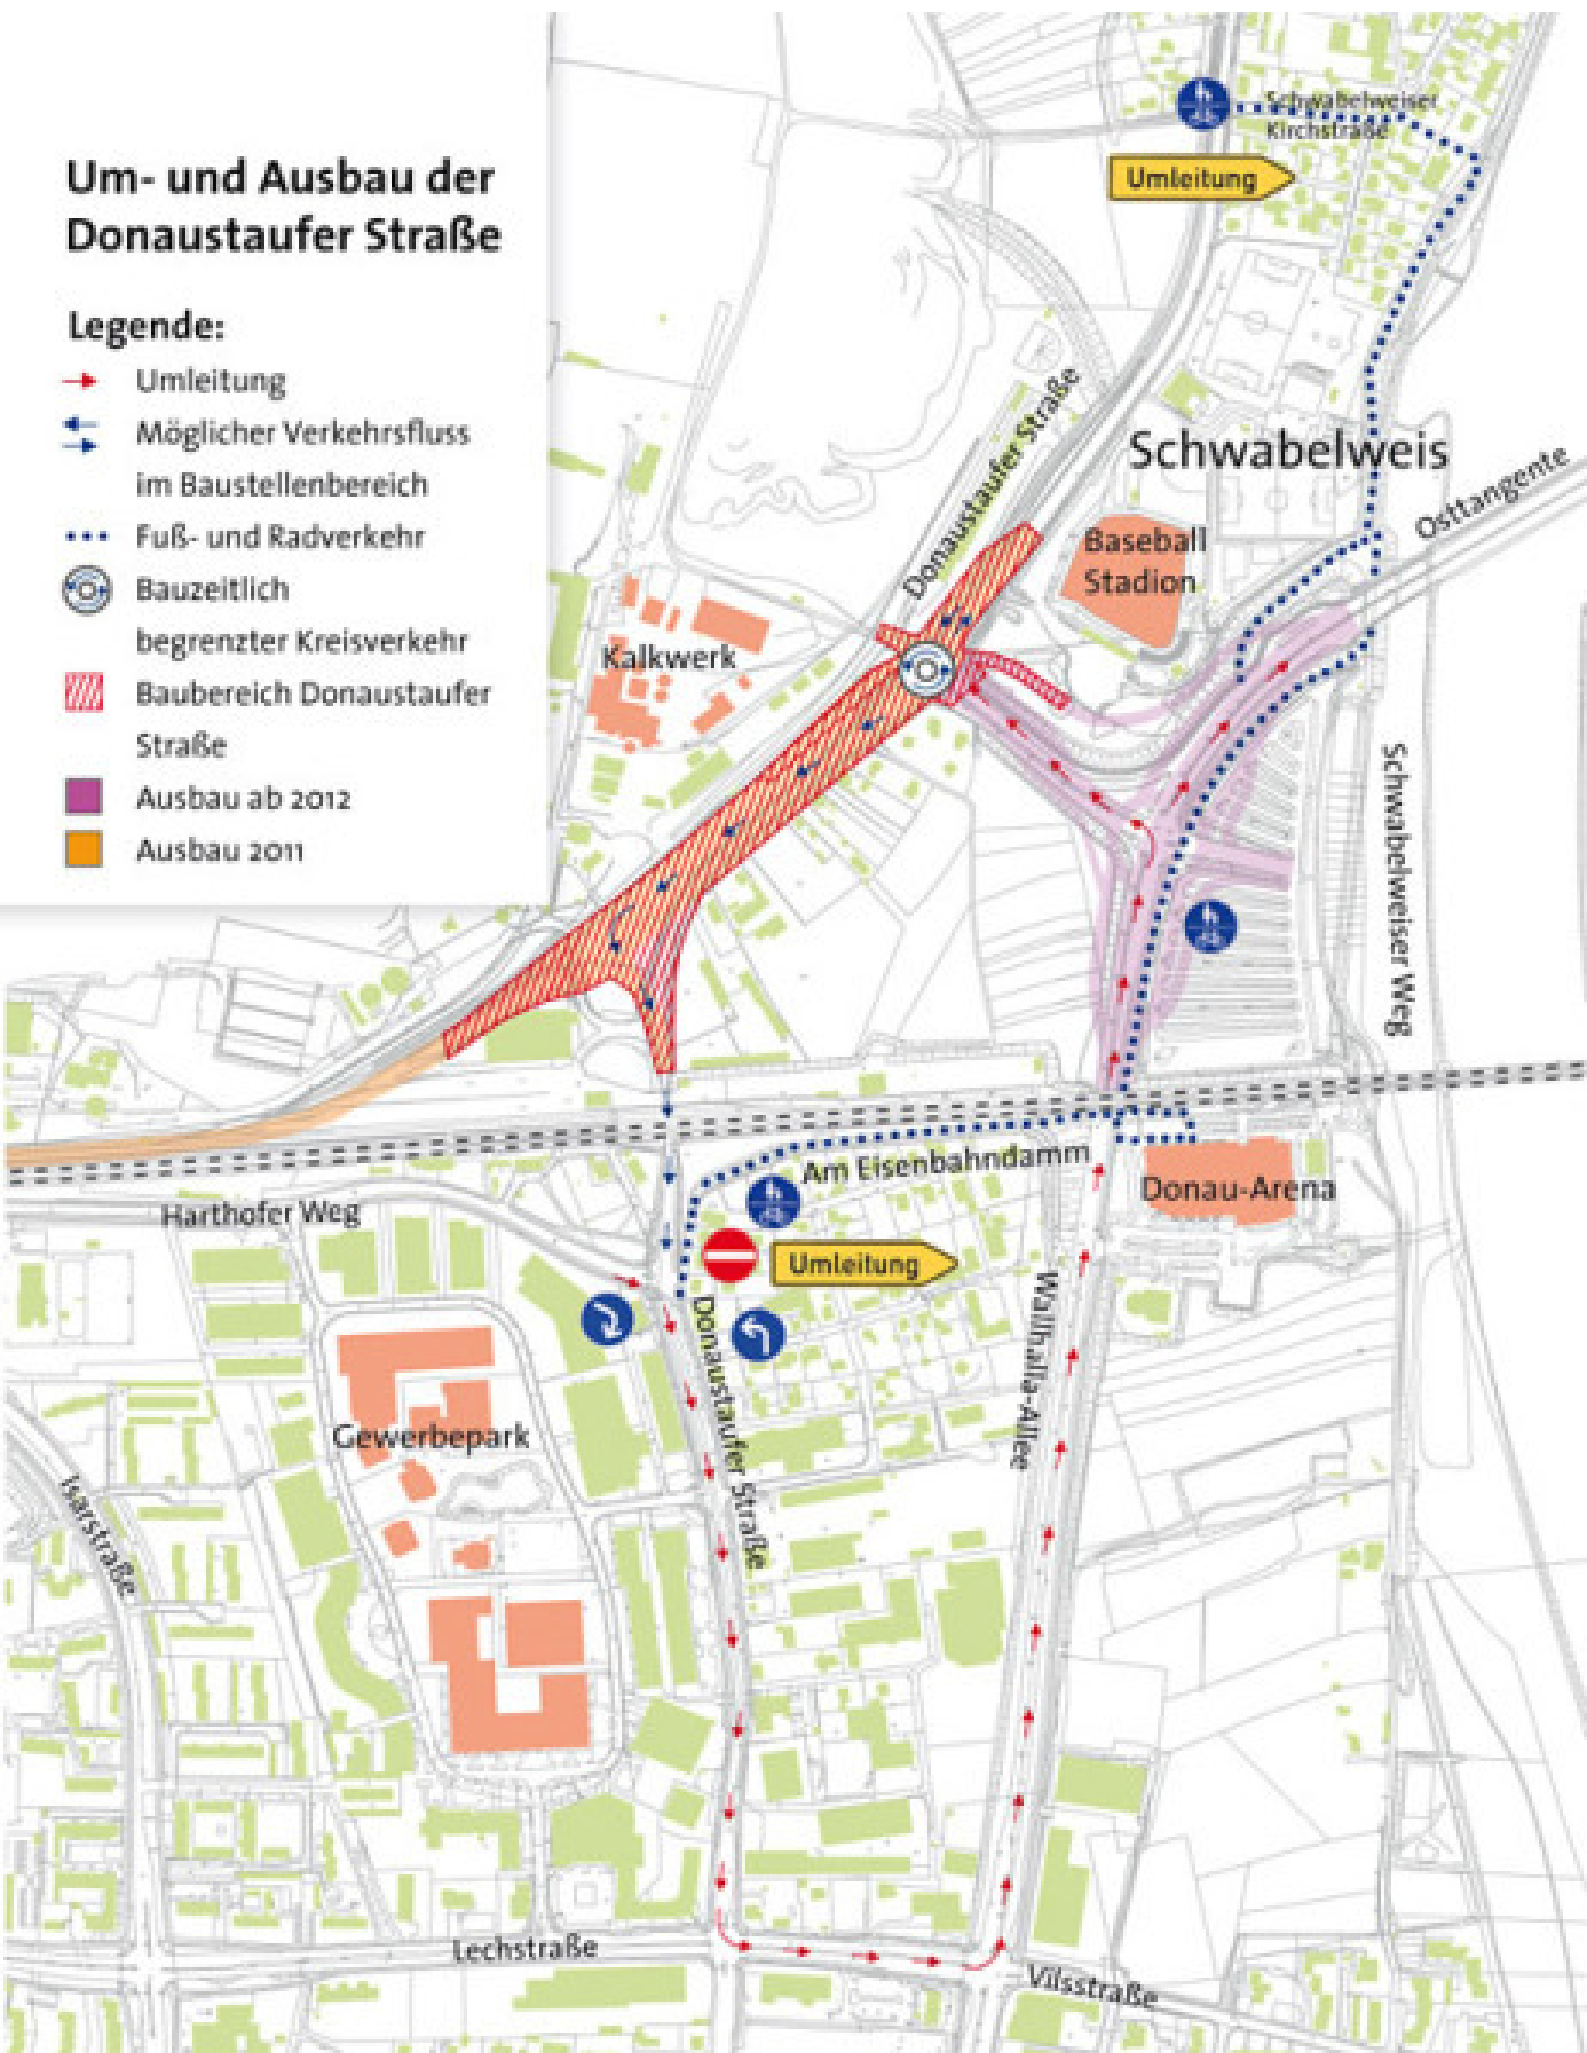 Um- und Ausbau der
Donaustaufer Straße
Legende:
Umleitung
Möglicher Verkehrsfluss
im Baustellenbereich
Fuß- und Radverkehr
Bauzeitlich
begrenzter Kreisverkehr
Baubereich Donaustaufer
Straße
Ausbau ab 2012
Ausbau 2011
Schwabelweiser
Kirchstraße
Umleitung
Donaustaufer Straße
Schwabelweis
Osttangente
Baseball
Stadion
Kalkwerk
Schwabelweiser Weg
Am Eisenbahndamm
Donau-Arena
Harthofer Weg
Umleitung
Donaustaufer Straße
Wallhalla-Allee
Gewerbepark
Isarstraße
Lechstraße
Vilsstraße